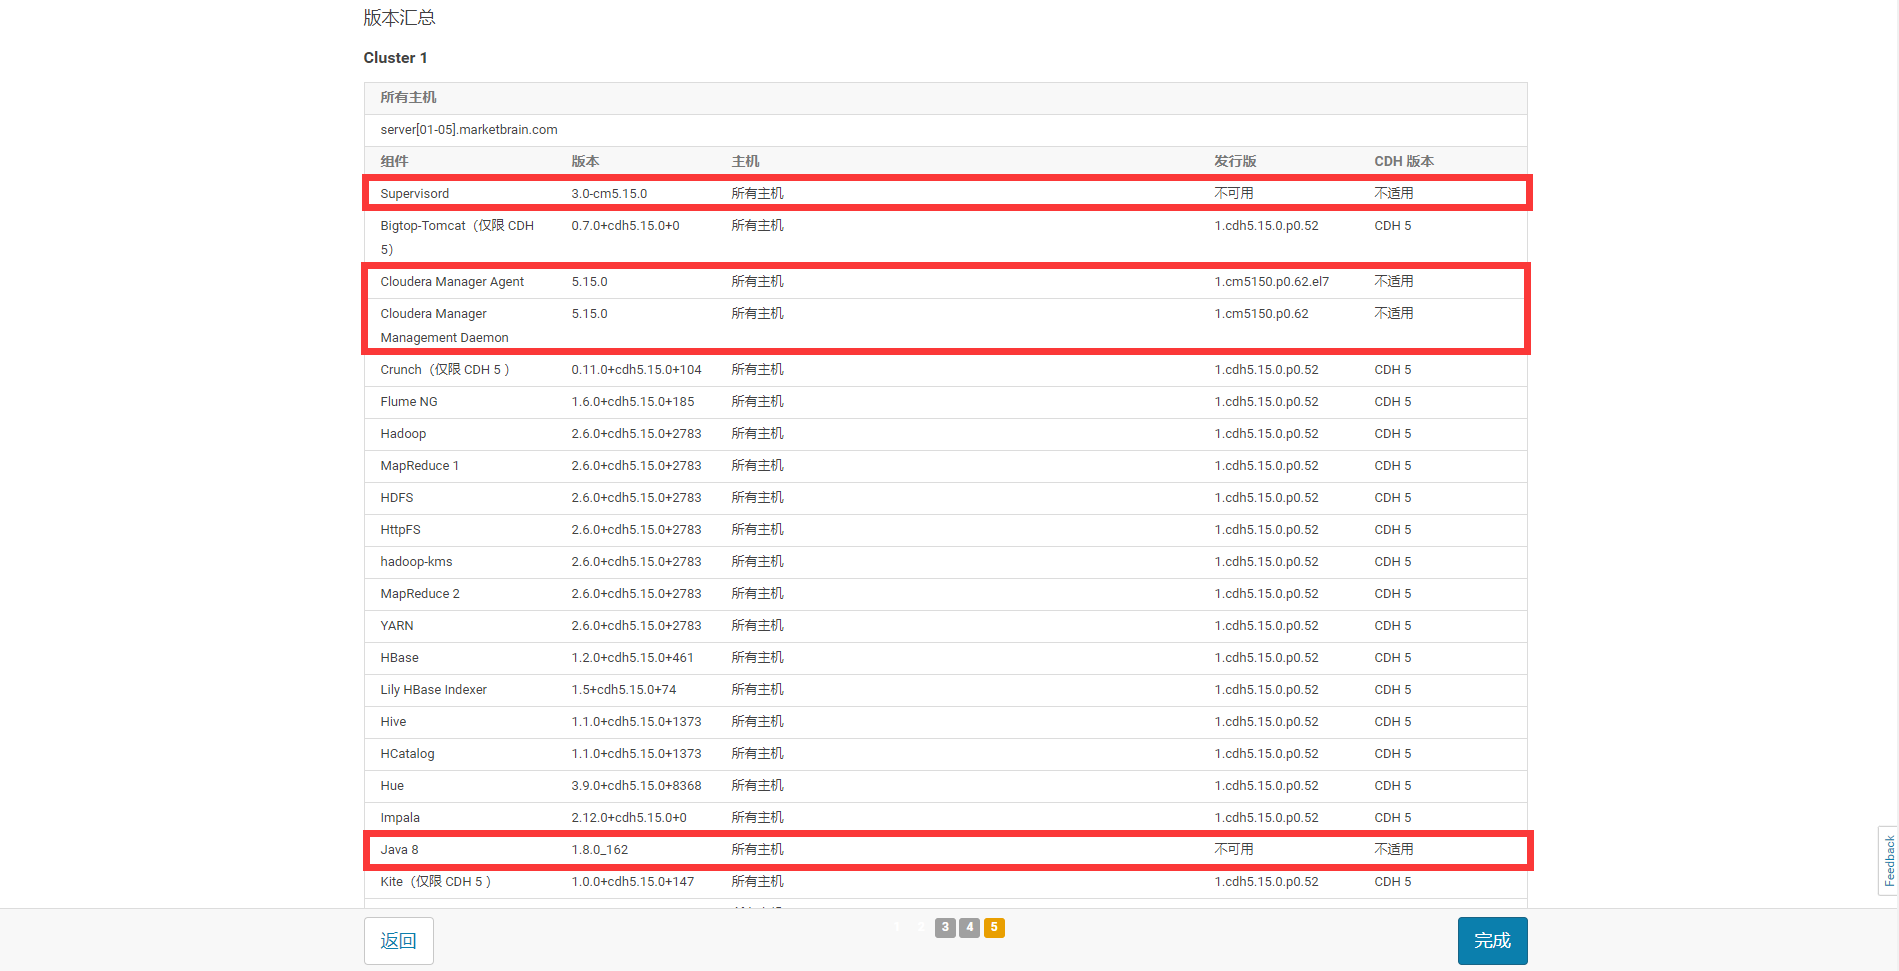 版本汇总
Cluster 1
所有主机
server[01-05].marketbrain.com
组件 版本 主机 发行版 CDH 版本
Supervisord 3.0-cm5.15.0 所有主机 不可用 不适用
Bigtop-Tomcat（仅限 CDH 0.7.0+cdh5.15.0+0 所有主机 1.cdh5.15.0.p0.52 CDH 5
5）
Cloudera Manager Agent 5.15.0 所有主机 1.cm5150.p0.62.el7 不适用
Cloudera Manager 5.15.0 所有主机 1.cm5150.p0.62 不适用
Management Daemon
Crunch（仅限 CDH 5 ） 0.11.0+cdh5.15.0+104 所有主机 1.cdh5.15.0.p0.52 CDH 5
Flume NG 1.6.0+cdh5.15.0+185 所有主机 1.cdh5.15.0.p0.52 CDH 5
Hadoop 2.6.0+cdh5.15.0+2783 所有主机 1.cdh5.15.0.p0.52 CDH 5
MapReduce 1 2.6.0+cdh5.15.0+2783 所有主机 1.cdh5.15.0.p0.52 CDH 5
HDFS 2.6.0+cdh5.15.0+2783 所有主机 1.cdh5.15.0.p0.52 CDH 5
HttpFS 2.6.0+cdh5.15.0+2783 所有主机 1.cdh5.15.0.p0.52 CDH 5
hadoop-kms 2.6.0+cdh5.15.0+2783 所有主机 1.cdh5.15.0.p0.52 CDH 5
MapReduce 2 2.6.0+cdh5.15.0+2783 所有主机 1.cdh5.15.0.p0.52 CDH 5
YARN 2.6.0+cdh5.15.0+2783 所有主机 1.cdh5.15.0.p0.52 CDH 5
HBase 1.2.0+cdh5.15.0+461 所有主机 1.cdh5.15.0.p0.52 CDH 5
Lily HBase Indexer 1.5+cdh5.15.0+74 所有主机 1.cdh5.15.0.p0.52 CDH 5
Hive 1.1.0+cdh5.15.0+1373 所有主机 1.cdh5.15.0.p0.52 CDH 5
HCatalog 1.1.0+cdh5.15.0+1373 所有主机 1.cdh5.15.0.p0.52 CDH 5
Hue 3.9.0+cdh5.15.0+8368 所有主机 1.cdh5.15.0.p0.52 CDH 5
Impala 2.12.0+cdh5.15.0+0 所有主机 1.cdh5.15.0.p0.52 CDH 5
Java 8 1.8.0_162 所有主机 不可用 不适用
Kite（仅限 CDH 5 ） 1.0.0+cdh5.15.0+147 所有主机 1.cdh5.15.0.p0.52 CDH 5
Feedback
返回 1 2 3 4 5 完成